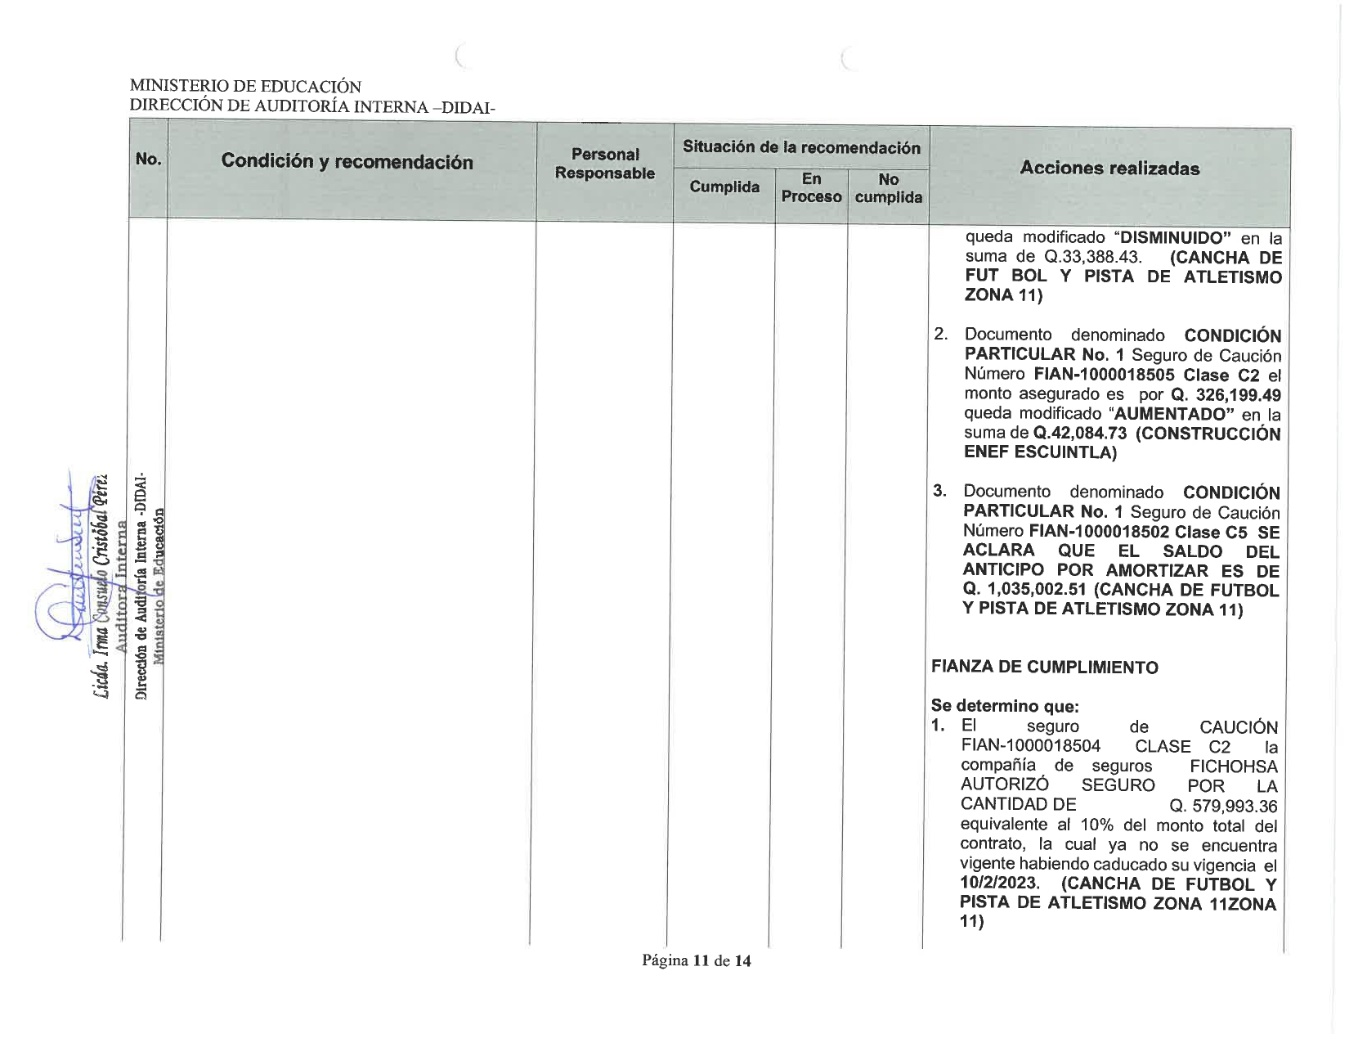 MINISTERIO DE EDUCACIÓN
DIRECCIÓN DE AUDITORÍA INTERNA –DIDAI-
No.
Condición y recomendación
Personal
Responsable
Situación de la recomendación
Cumplida
En
Proceso
No
cumplida
Acciones realizadas
queda modificado “DISMINUIDO” en la
suma de Q.33,388.43. (CANCHA DE
FUT BOL Y PISTA DE ATLETISMO
ZONA 11)
2. Documento denominado CONDICIÓN
PARTICULAR No. 1 Seguro de Caución
Número FIAN-1000018505 Clase C2 el
monto asegurado es por Q. 326,199.49
queda modificado “AUMENTADO” en la
suma de Q.42,084.73 (CONSTRUCCIÓN
ENEF ESCUINTLA)
3. Documento denominado CONDICIÓN
PARTICULAR No. 1 Seguro de Caución
Número FIAN-1000018502 Clase C5 SE
ACLARA QUE EL SALDO DEL
ANTICIPO POR AMORTIZAR ES DE
Q. 1,035,002.51 (CANCHA DE FUTBOL
Y PISTA DE ATLETISMO ZONA 11)
FIANZA DE CUMPLIMIENTO
Se determino que:
1. El seguro de CAUCIÓN
FIAN-1000018504 CLASE C2 la
compañía de seguros FICHOHSA
AUTORIZÓ SEGURO POR LA
CANTIDAD DE Q. 579,993.36
equivalente al 10% del monto total del
contrato, la cual ya no se encuentra
vigente habiendo caducado su vigencia el
10/2/2023. (CANCHA DE FUTBOL Y
PISTA DE ATLETISMO ZONA 11ZONA
11)
Licda. Irma Consuelo Cristóbal Pérez
Auditora Interna
Dirección de Auditoría Interna -DIDAI-
Ministerio de Educación
Página 11 de 14